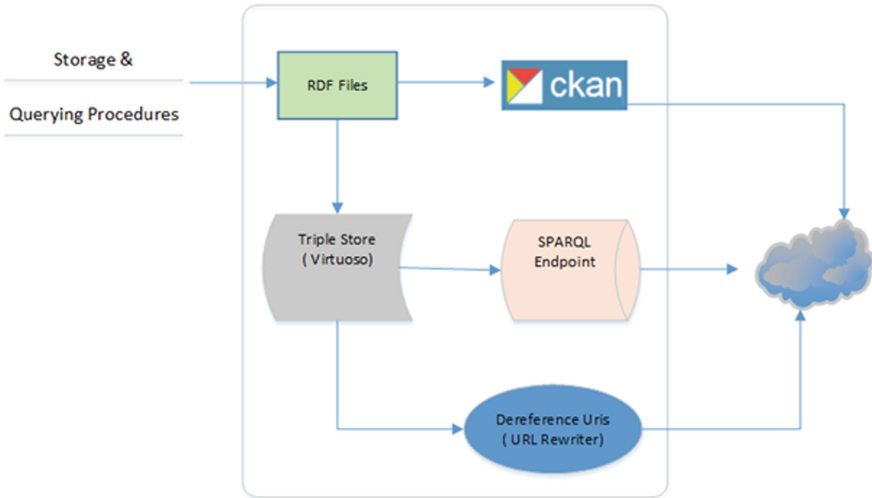 Storage &
Querying Procedures
RDF Files
ckan
Triple Store
( Virtuoso)
SPARQL
Endpoint
Dereference Uris
( URL Rewriter)